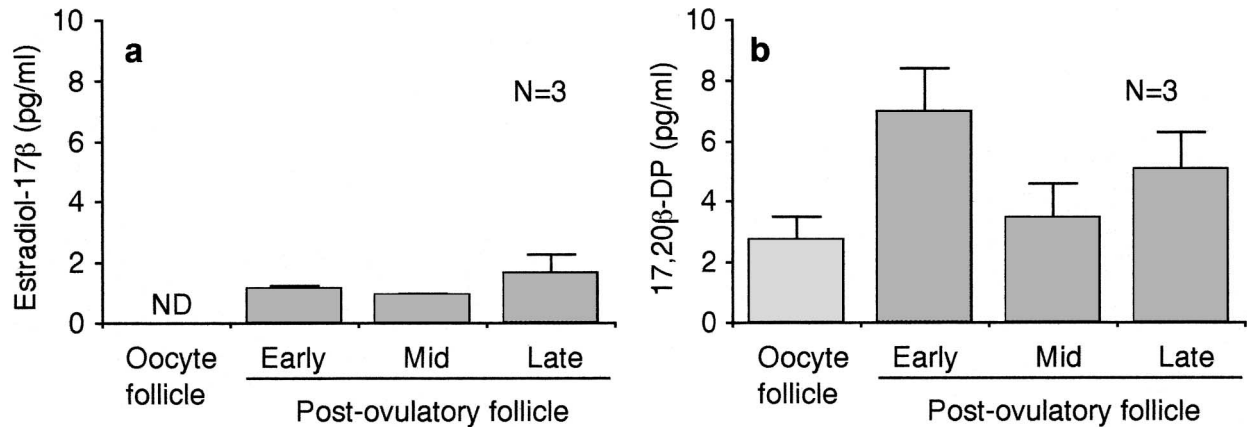 a
Estradiol-17β (pg/ml)
10
8
6
4
2
0
N=3
ND
Oocyte follicle
Early
Mid
Late
Post-ovulatory follicle
b
17,20β-DP (pg/ml)
10
8
6
4
2
0
N=3
Oocyte
follicle
Early
Mid
Late
Post-ovulatory follicle